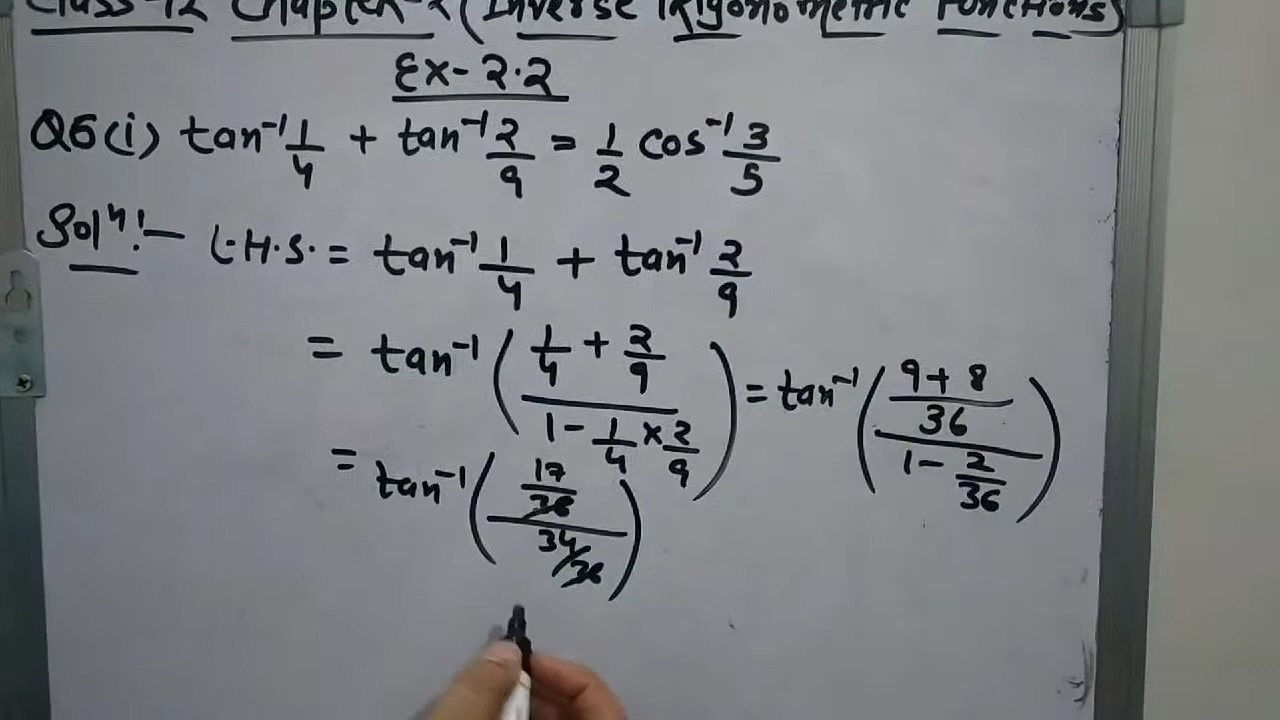 Class-12 Chapter-2 (Inverse Trigonometric Functions)
Ex-2.2
Q6(i) tan⁻¹ 1/4 + tan⁻¹ 2/9 = 1/2 cos⁻¹ 3/5
Solⁿ:- L.H.S. = tan⁻¹ 1/4 + tan⁻¹ 2/9
= tan⁻¹ ( (1/4 + 2/9) / (1 - 1/4 × 2/9) ) = tan⁻¹ ( ((9+8)/36) / (1 - 2/36) )
= tan⁻¹ ( (17/36) / (34/36) )